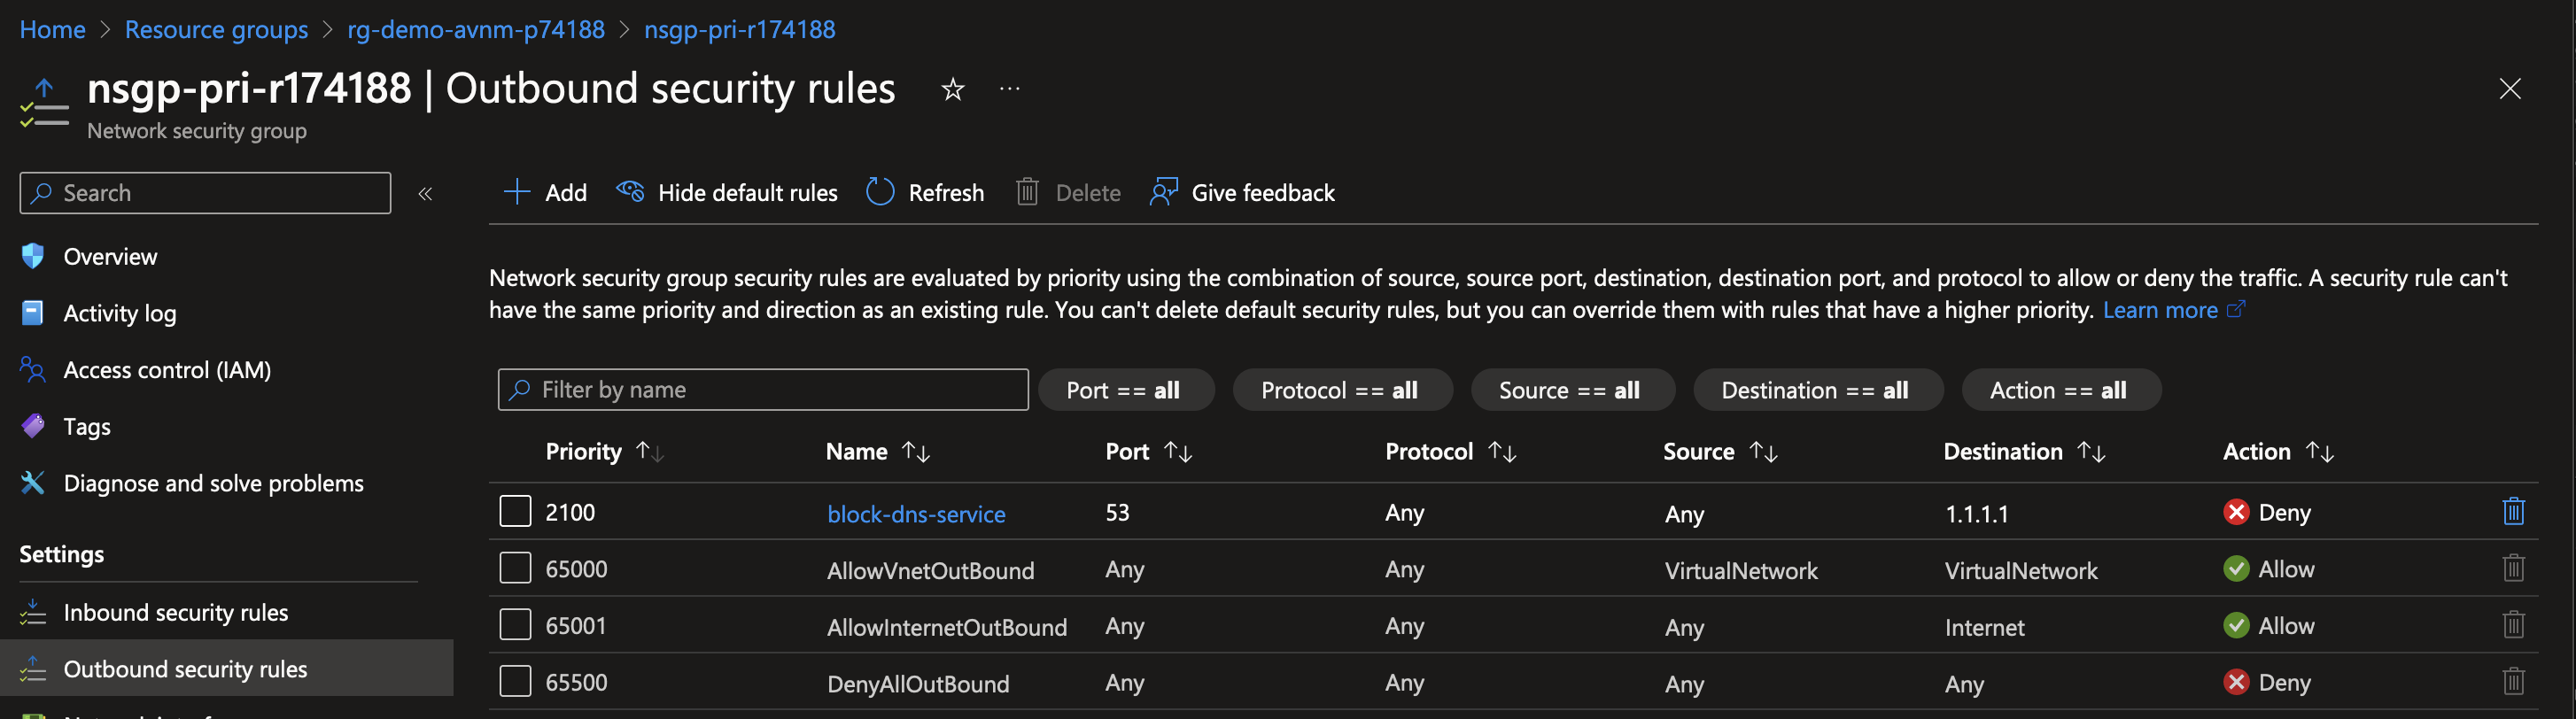 Home > Resource groups > rg-demo-avnm-p74188 > nsgp-pri-r174188
nsgp-pri-r174188 | Outbound security rules
Network security group
Search
Overview
Activity log
Access control (IAM)
Tags
Diagnose and solve problems
Settings
Inbound security rules
Outbound security rules
Add Hide default rules Refresh Delete Give feedback
Network security group security rules are evaluated by priority using the combination of source, source port, destination, destination port, and protocol to allow or deny the traffic. A security rule can't
have the same priority and direction as an existing rule. You can't delete default security rules, but you can override them with rules that have a higher priority. Learn more
Filter by name Port == all Protocol == all Source == all Destination == all Action == all
Priority Name Port Protocol Source Destination Action
2100 block-dns-service 53 Any Any 1.1.1.1 Deny
65000 AllowVnetOutBound Any Any VirtualNetwork VirtualNetwork Allow
65001 AllowInternetOutBound Any Any Any Internet Allow
65500 DenyAllOutBound Any Any Any Any Deny